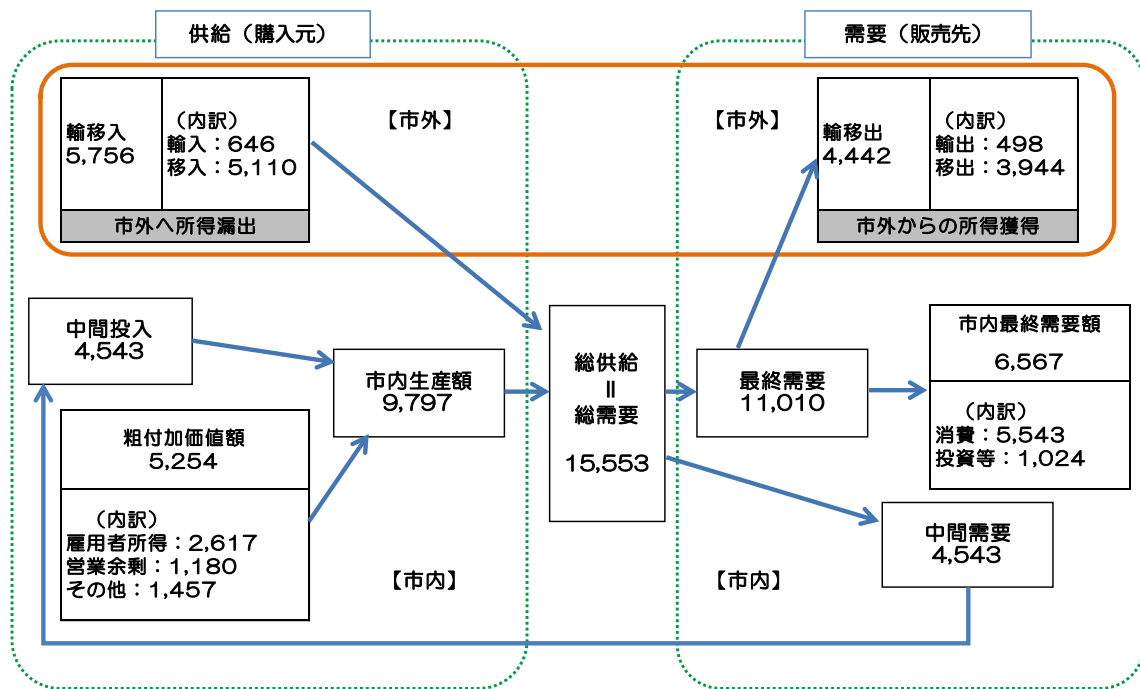 供給（購入元）
需要（販売先）
輸移入
5,756
（内訳）
輸入：646
移入：5,110
市外へ所得漏出
【市外】
【市外】
輸移出
4,442
（内訳）
輸出：498
移出：3,944
市外からの所得獲得
中間投入
4,543
市内生産額
9,797
粗付加価値額
5,254
（内訳）
雇用者所得：2,617
営業余剰：1,180
その他：1,457
【市内】
総供給
＝
総需要
15,553
最終需要
11,010
市内最終需要額
6,567
（内訳）
消費：5,543
投資等：1,024
中間需要
4,543
【市内】